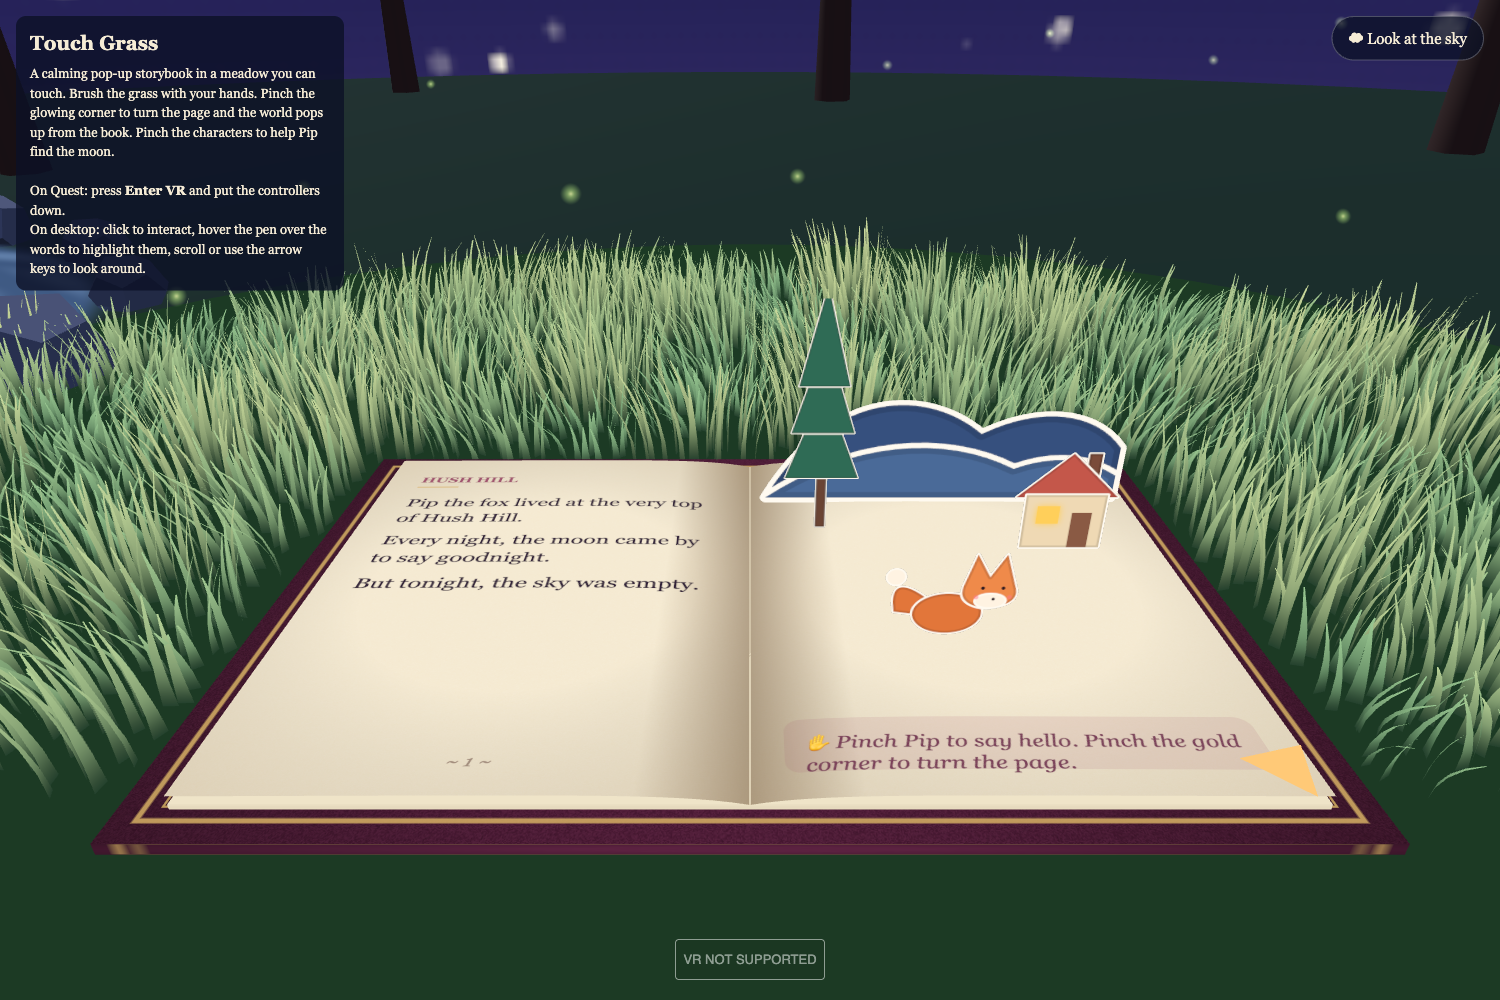 Touch Grass
A calming pop-up storybook in a meadow you can
touch. Brush the grass with your hands. Pinch the
glowing corner to turn the page and the world pops
up from the book. Pinch the characters to help Pip
find the moon.
On Quest: press Enter VR and put the controllers
down.
On desktop: click to interact, hover the pen over the
words to highlight them, scroll or use the arrow
keys to look around.
Look at the sky
HUSH HILL
Pip the fox lived at the very top
of Hush Hill.
Every night, the moon came by
to say goodnight.
But tonight, the sky was empty.
~ 1 ~
Pinch Pip to say hello. Pinch the gold
corner to turn the page.
VR NOT SUPPORTED